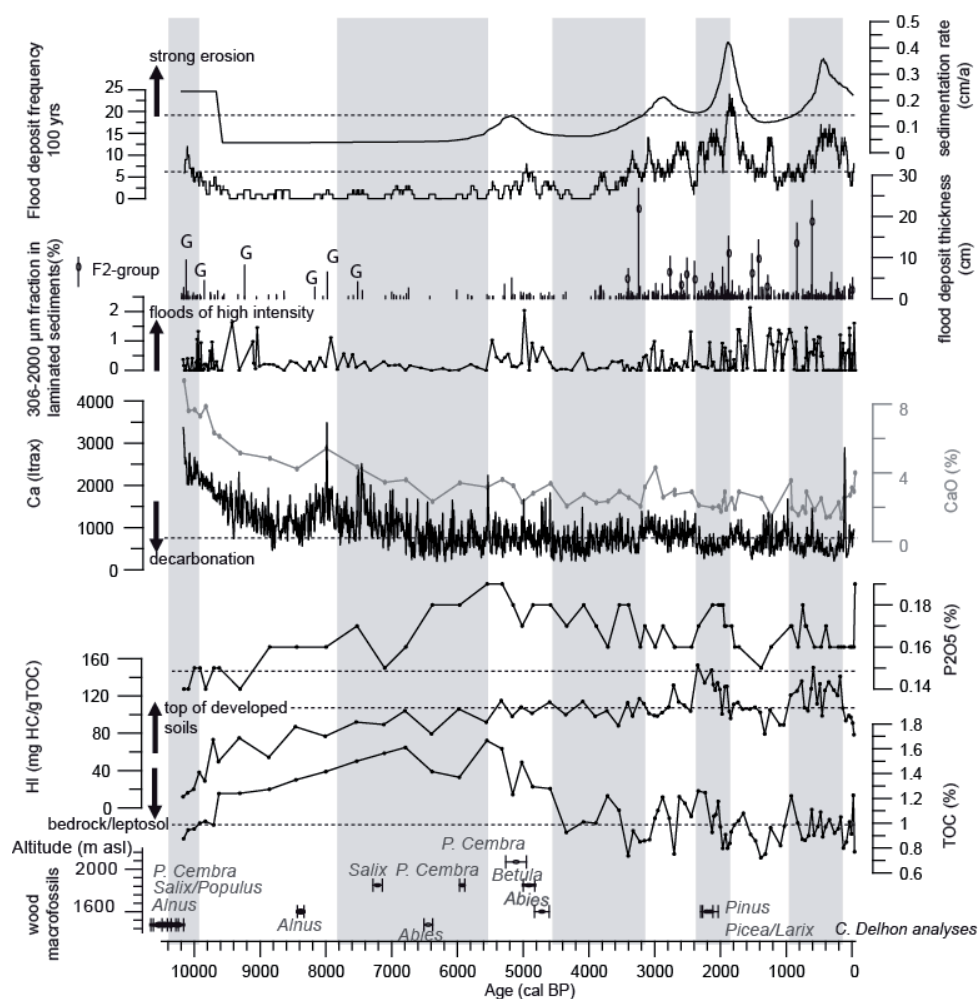 strong erosion
Flood deposit frequency
100 yrs
25
20
15
10
5
0
0.5
0.4
0.3
0.2
0.1
0
sedimentation rate
(cm/a)
30
20
10
0
flood deposit thickness
(cm)
F2-group
G
G
G
G
G
G
306-2000 µm fraction in
laminated sediments(%)
2
1
0
floods of high intensity
Ca (Itrax)
4000
3000
2000
1000
0
decarbonation
8
4
0
CaO (%)
0.18
0.16
0.14
P2O5 (%)
HI (mg HC/gTOC)
160
120
80
40
0
top of developed
soils
bedrock/leptosol
1.8
1.6
1.4
1.2
1
0.8
0.6
TOC (%)
Altitude (m asl)
2000
1600
wood
macrofossils
P. Cembra
Salix/Populus
Alnus
Alnus
Salix
P. Cembra
Abies
P. Cembra
Betula
Abies
Pinus
Picea/Larix
C. Delhon analyses
10000 9000 8000 7000 6000 5000 4000 3000 2000 1000 0
Age (cal BP)